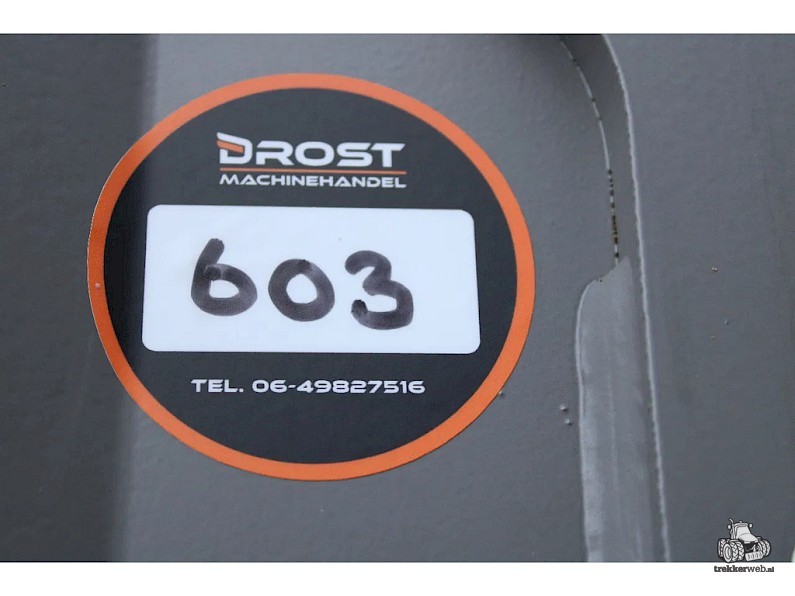 DROST
MACHINEHANDEL
603
TEL. 06-49827516
trekkerweb.nl